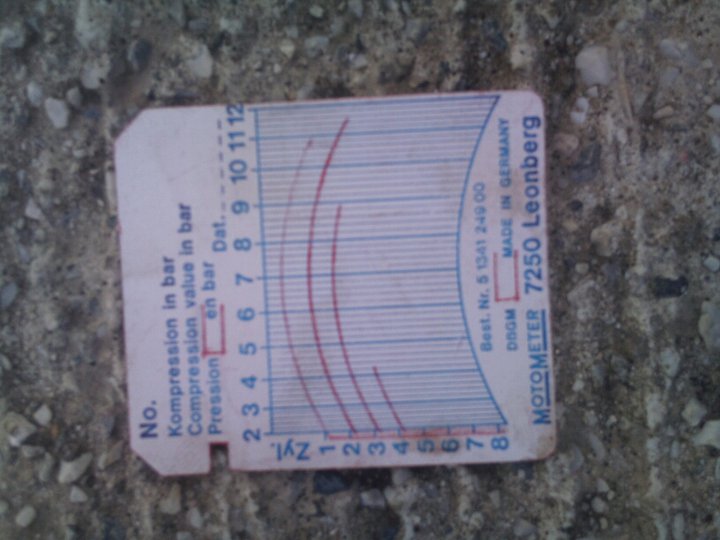 No.
Kompression in bar
Compression value in bar
Pression en bar Dat.
2 3 4 5 6 7 8 9 10 11 12
Zyl.
1
2
3
4
5
6
7
8
Best. Nr. 5 1341 249 00
DBGM MADE IN GERMANY
MOTOMETER 7250 Leonberg